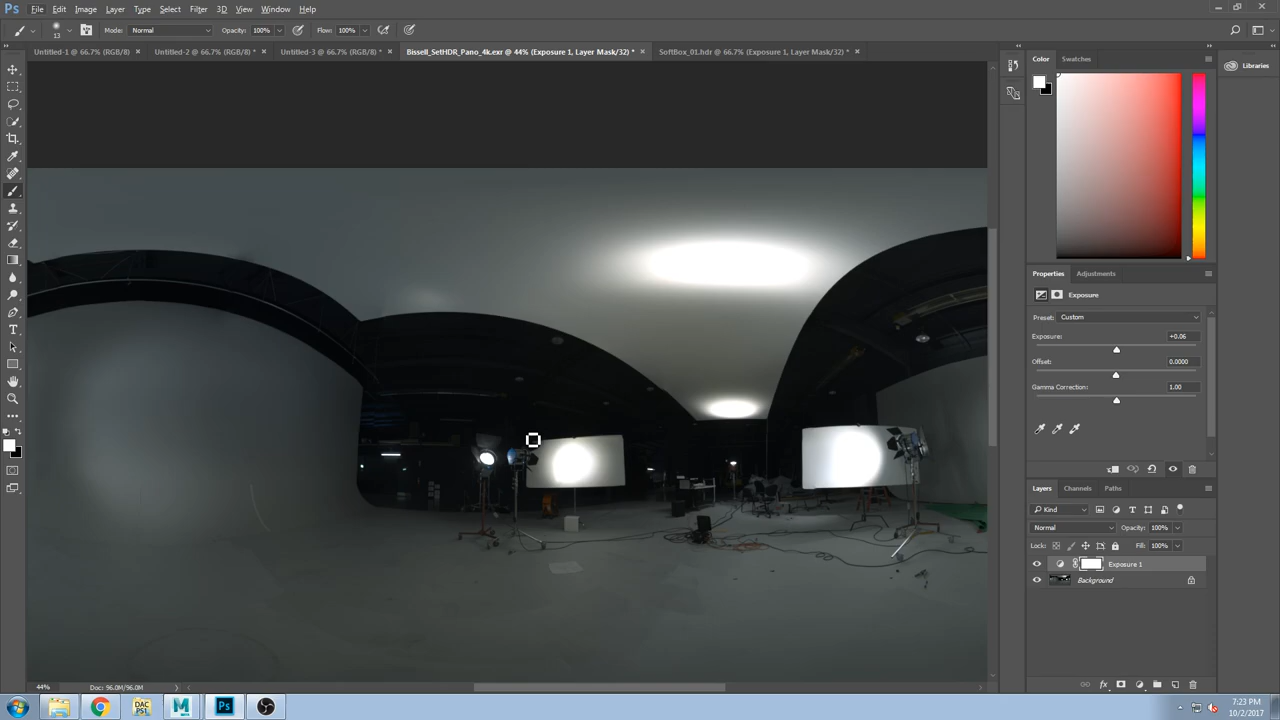 Ps File Edit Image Layer Type Select Filter 3D View Window Help
13 Mode: Normal Opacity: 100% Flow: 100%
Untitled-1 @ 66.7% (RGB/8) × Untitled-2 @ 66.7% (RGB/8) * × Untitled-3 @ 66.7% (RGB/8) * × Bissell_SetHDR_Pano_4k.exr @ 44% (Exposure 1, Layer Mask/32) * × SoftBox_01.hdr @ 66.7% (Exposure 1, Layer Mask/32) * ×
Color Swatches
Libraries
Properties Adjustments
Exposure
Preset: Custom
Exposure: +0.06
Offset: 0.0000
Gamma Correction: 1.00
Layers Channels Paths
Kind
Normal Opacity: 100%
Lock: Fill: 100%
Exposure 1
Background
44% Doc: 96.0M/96.0M
DAC
PS1
M
Ps
7:23 PM
10/2/2017